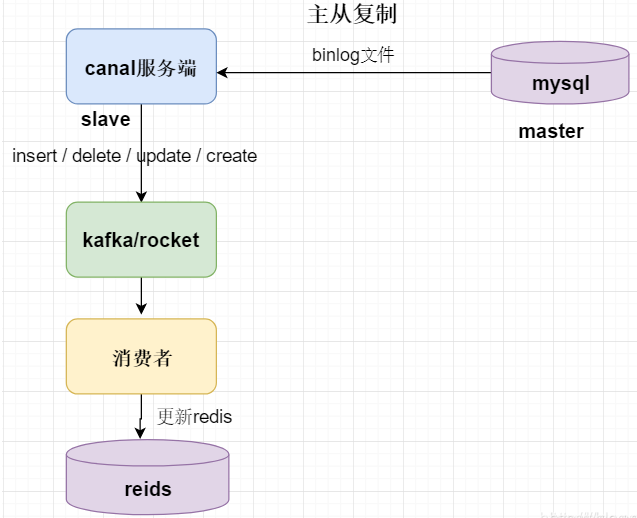 主从复制
binlog文件
canal服务端
mysql
slave
master
insert / delete / update / create
kafka/rocket
消费者
更新redis
reids